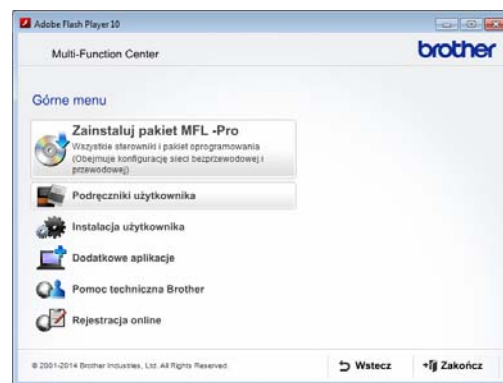 Adobe Flash Player 10
Multi-Function Center
brother
Górne menu
Zainstaluj pakiet MFL -Pro
Wszystkie sterowniki i pakiet oprogramowania
(Obejmuje konfigurację sieci bezprzewodowej i
przewodowej)
Podręczniki użytkownika
Instalacja użytkownika
Dodatkowe aplikacje
Pomoc techniczna Brother
Rejestracja online
© 2001-2014 Brother Industries, Ltd. All Rights Reserved.
Wstecz
Zakończ